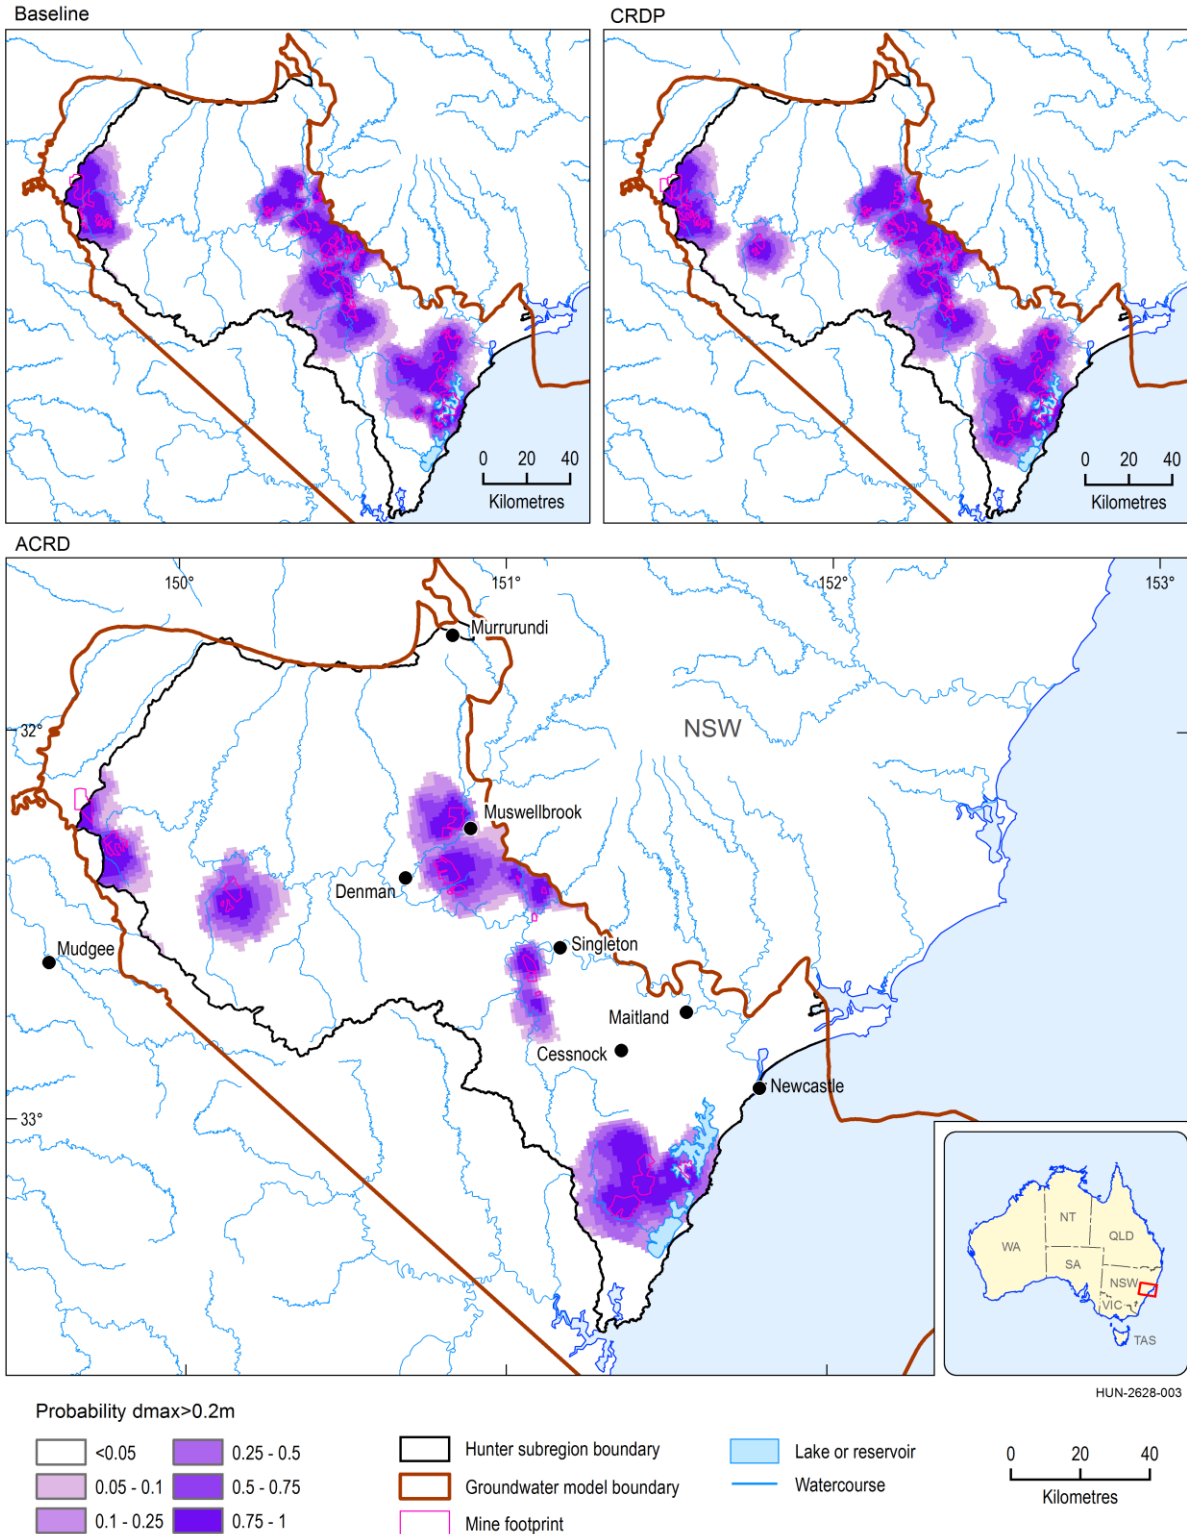 Baseline
CRDP
0 20 40
Kilometres
0 20 40
Kilometres
ACRD
150° 151° 152° 153°
Murrurundi
32°
NSW
Muswellbrook
Denman
Mudgee
Singleton
Maitland
Cessnock
Newcastle
33°
NT
QLD
WA
SA
NSW
VIC
TAS
HUN-2628-003
Probability dmax>0.2m
<0.05
0.25 - 0.5
Hunter subregion boundary
Lake or reservoir
0 20 40
0.05 - 0.1
0.5 - 0.75
Groundwater model boundary
Watercourse
Kilometres
0.1 - 0.25
0.75 - 1
Mine footprint